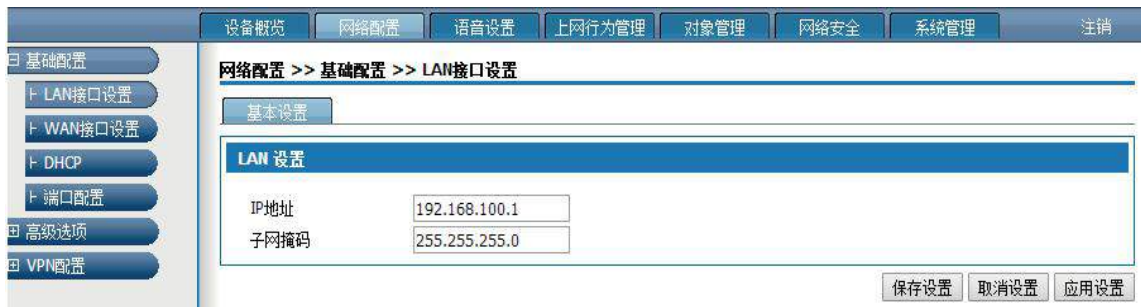 设备概览 网络配置 语音设置 上网行为管理 对象管理 网络安全 系统管理 注销
基础配置
LAN接口设置
WAN接口设置
DHCP
端口配置
高级选项
VPN配置
网络配置 >> 基础配置 >> LAN接口设置
基本设置
LAN 设置
IP地址 192.168.100.1
子网掩码 255.255.255.0
保存设置 取消设置 应用设置